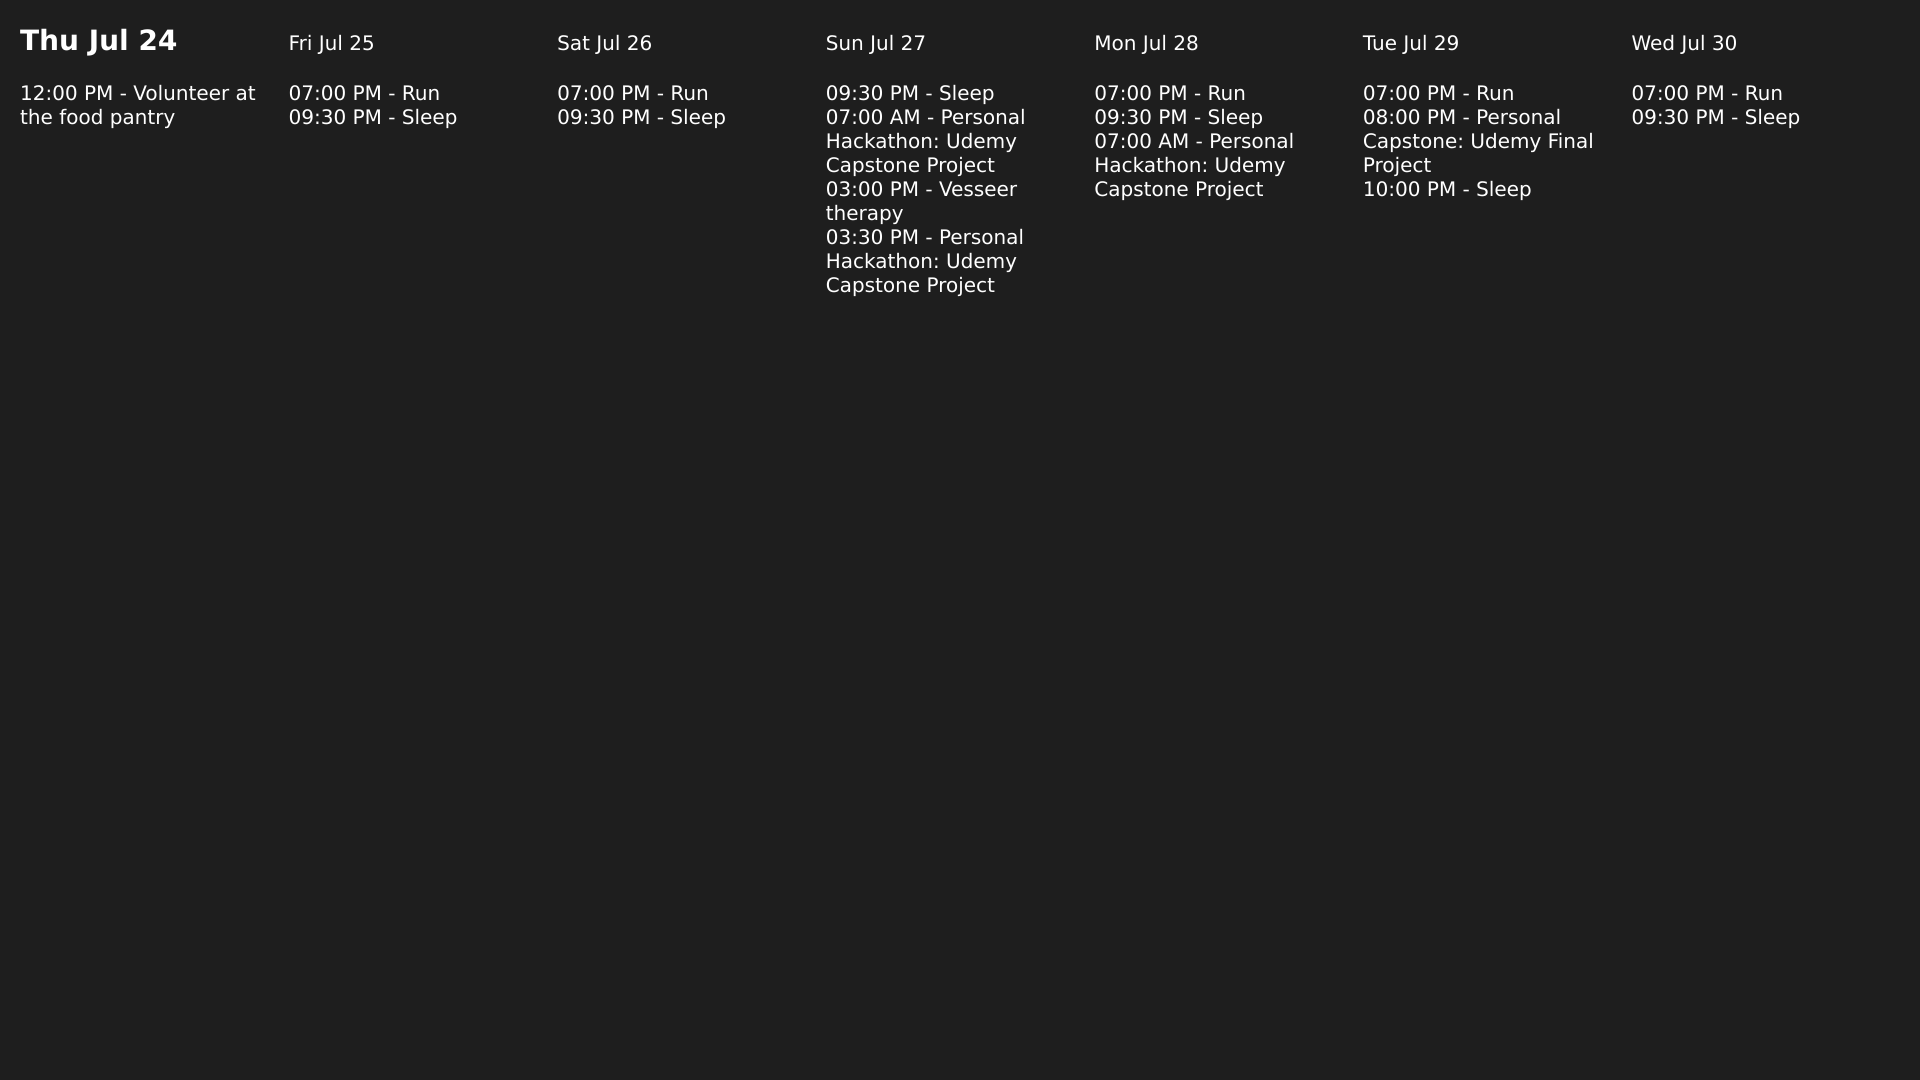 Thu Jul 24
12:00 PM - Volunteer at
the food pantry
Fri Jul 25
07:00 PM - Run
09:30 PM - Sleep
Sat Jul 26
07:00 PM - Run
09:30 PM - Sleep
Sun Jul 27
09:30 PM - Sleep
07:00 AM - Personal
Hackathon: Udemy
Capstone Project
03:00 PM - Vesseer
therapy
03:30 PM - Personal
Hackathon: Udemy
Capstone Project
Mon Jul 28
07:00 PM - Run
09:30 PM - Sleep
07:00 AM - Personal
Hackathon: Udemy
Capstone Project
Tue Jul 29
07:00 PM - Run
08:00 PM - Personal
Capstone: Udemy Final
Project
10:00 PM - Sleep
Wed Jul 30
07:00 PM - Run
09:30 PM - Sleep